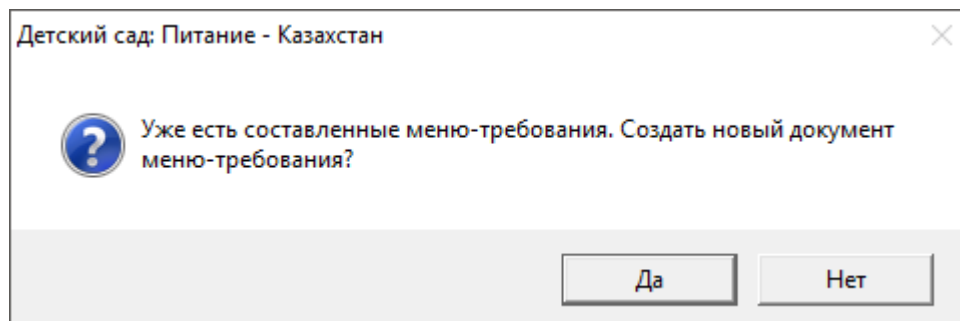 Детский сад: Питание - Казахстан
Уже есть составленные меню-требования. Создать новый документ
меню-требования?
Да Нет